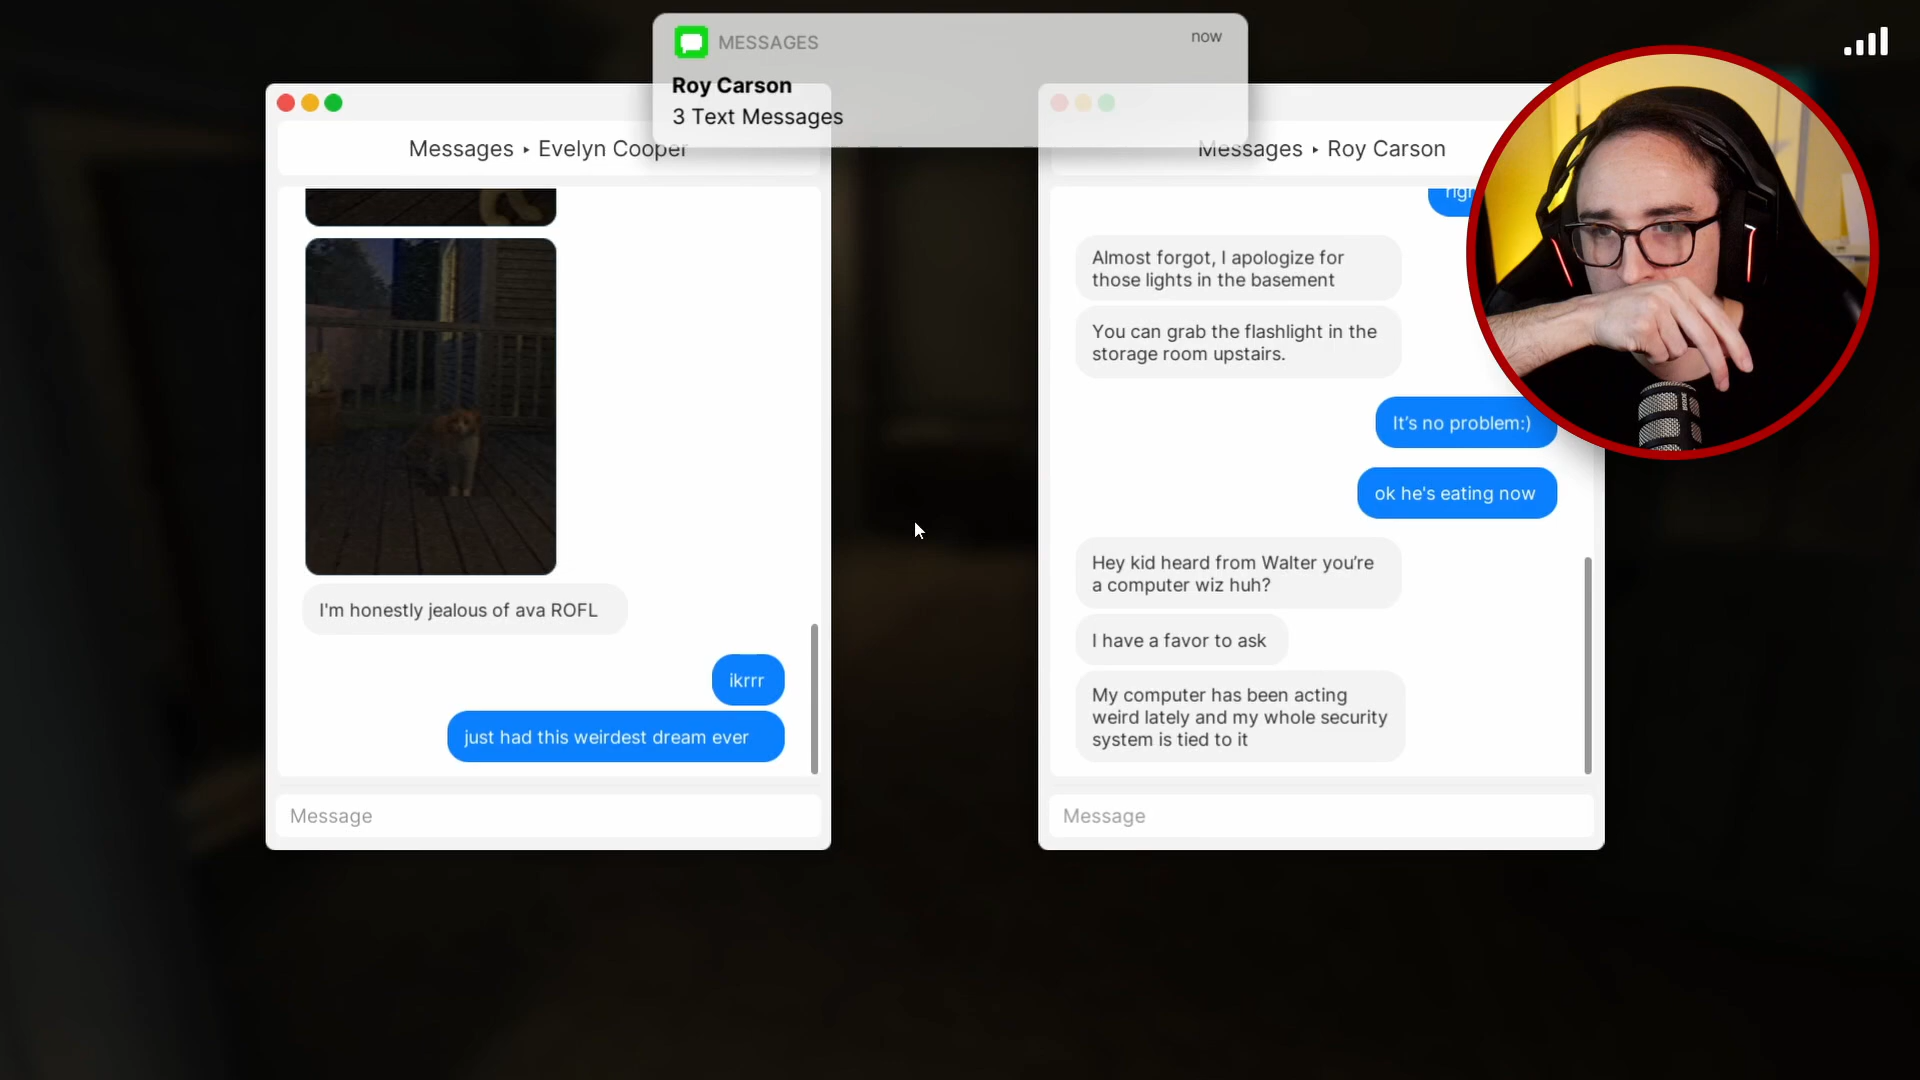 MESSAGES
now
Roy Carson
3 Text Messages
Messages ▸ Evelyn Cooper
I'm honestly jealous of ava ROFL
ikrrr
just had this weirdest dream ever
Message
Messages ▸ Roy Carson
Almost forgot, I apologize for
those lights in the basement
You can grab the flashlight in the
storage room upstairs.
It's no problem:)
ok he's eating now
Hey kid heard from Walter you're
a computer wiz huh?
I have a favor to ask
My computer has been acting
weird lately and my whole security
system is tied to it
Message